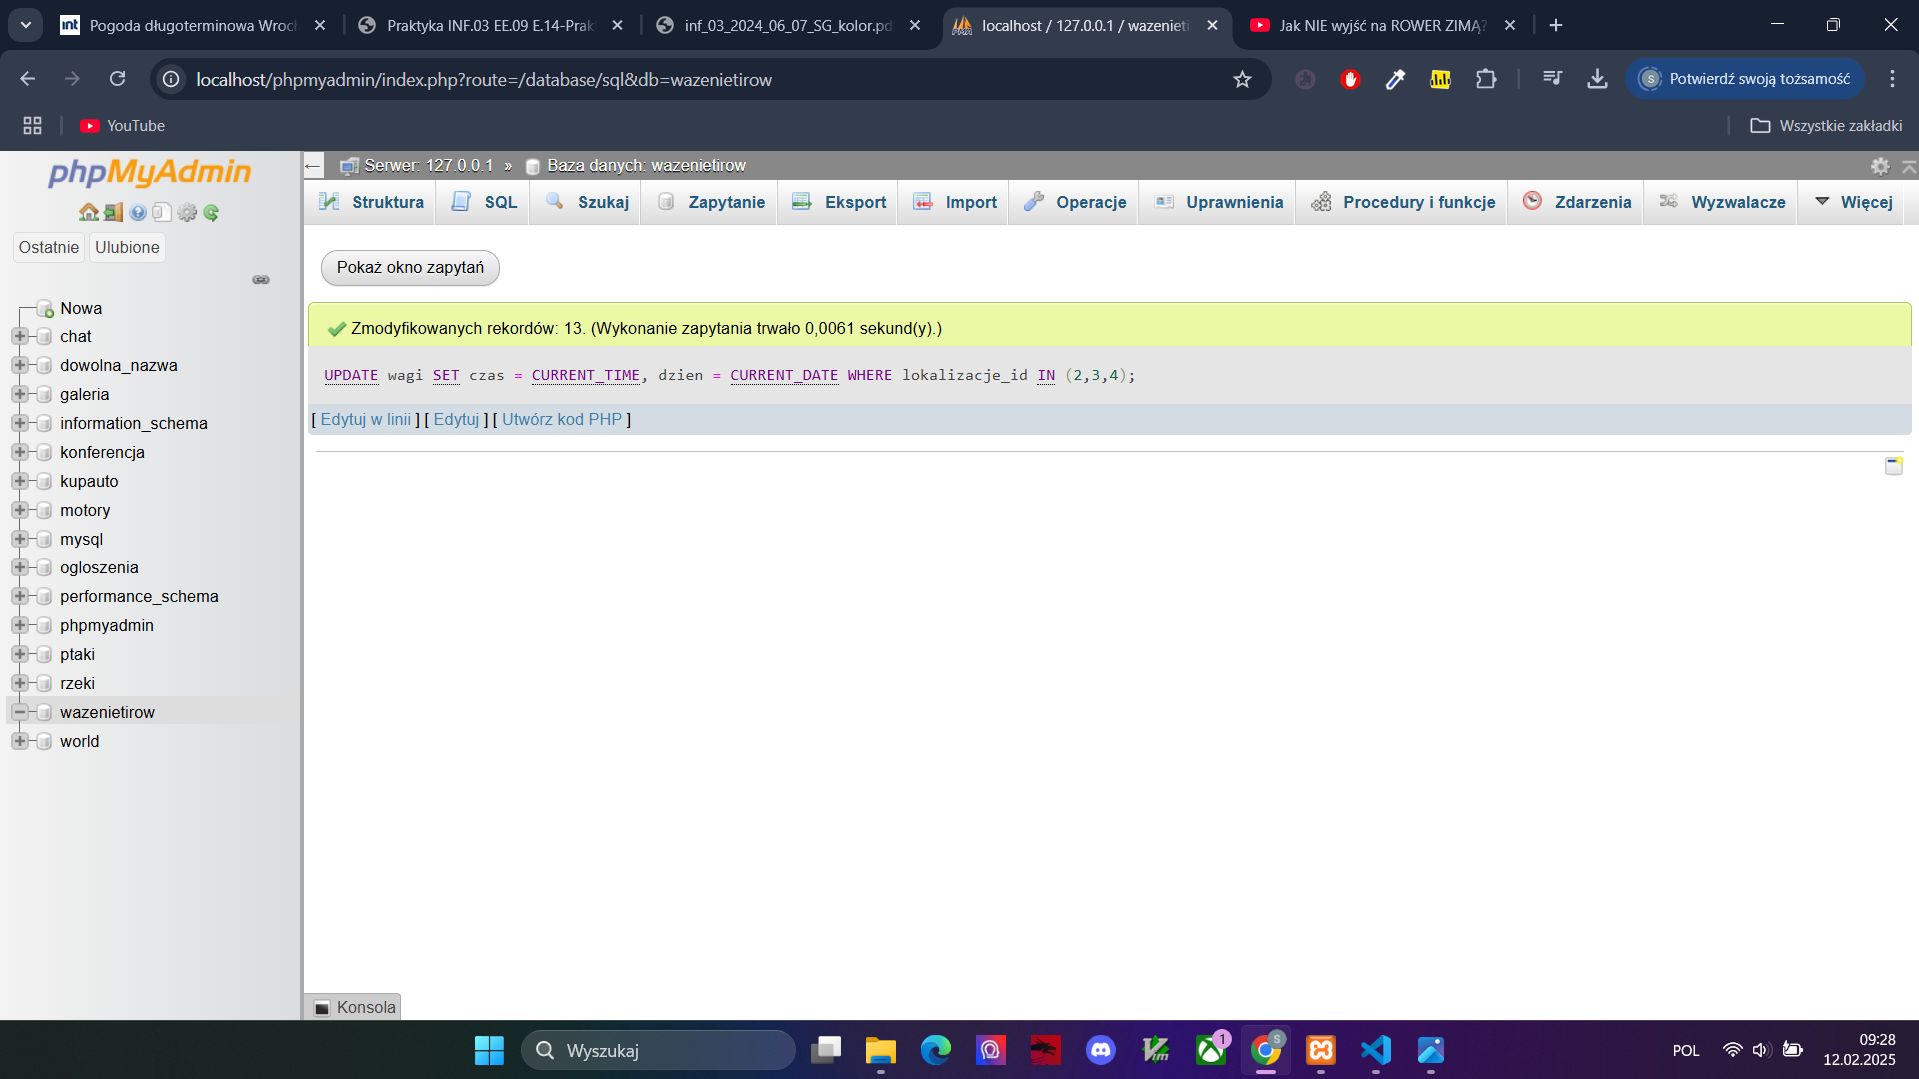 Pogoda długoterminowa Wrocł
Praktyka INF.03 EE.09 E.14-Prak
inf_03_2024_06_07_SG_kolor.pd
localhost / 127.0.0.1 / wazenieti
Jak NIE wyjść na ROWER ZIMĄ?
localhost/phpmyadmin/index.php?route=/database/sql&db=wazenietirow
S
Potwierdź swoją tożsamość
YouTube
Wszystkie zakładki
phpMyAdmin
Serwer: 127.0.0.1 » Baza danych: wazenietirow
Struktura
SQL
Szukaj
Zapytanie
Eksport
Import
Operacje
Uprawnienia
Procedury i funkcje
Zdarzenia
Wyzwalacze
Więcej
Ostatnie
Ulubione
Nowa
chat
dowolna_nazwa
galeria
information_schema
konferencja
kupauto
motory
mysql
ogloszenia
performance_schema
phpmyadmin
ptaki
rzeki
wazenietirow
world
Pokaż okno zapytań
Zmodyfikowanych rekordów: 13. (Wykonanie zapytania trwało 0,0061 sekund(y).)
UPDATE wagi SET czas = CURRENT_TIME, dzien = CURRENT_DATE WHERE lokalizacje_id IN (2,3,4);
[ Edytuj w linii ] [ Edytuj ] [ Utwórz kod PHP ]
Konsola
Wyszukaj
1
S
POL
09:28
12.02.2025